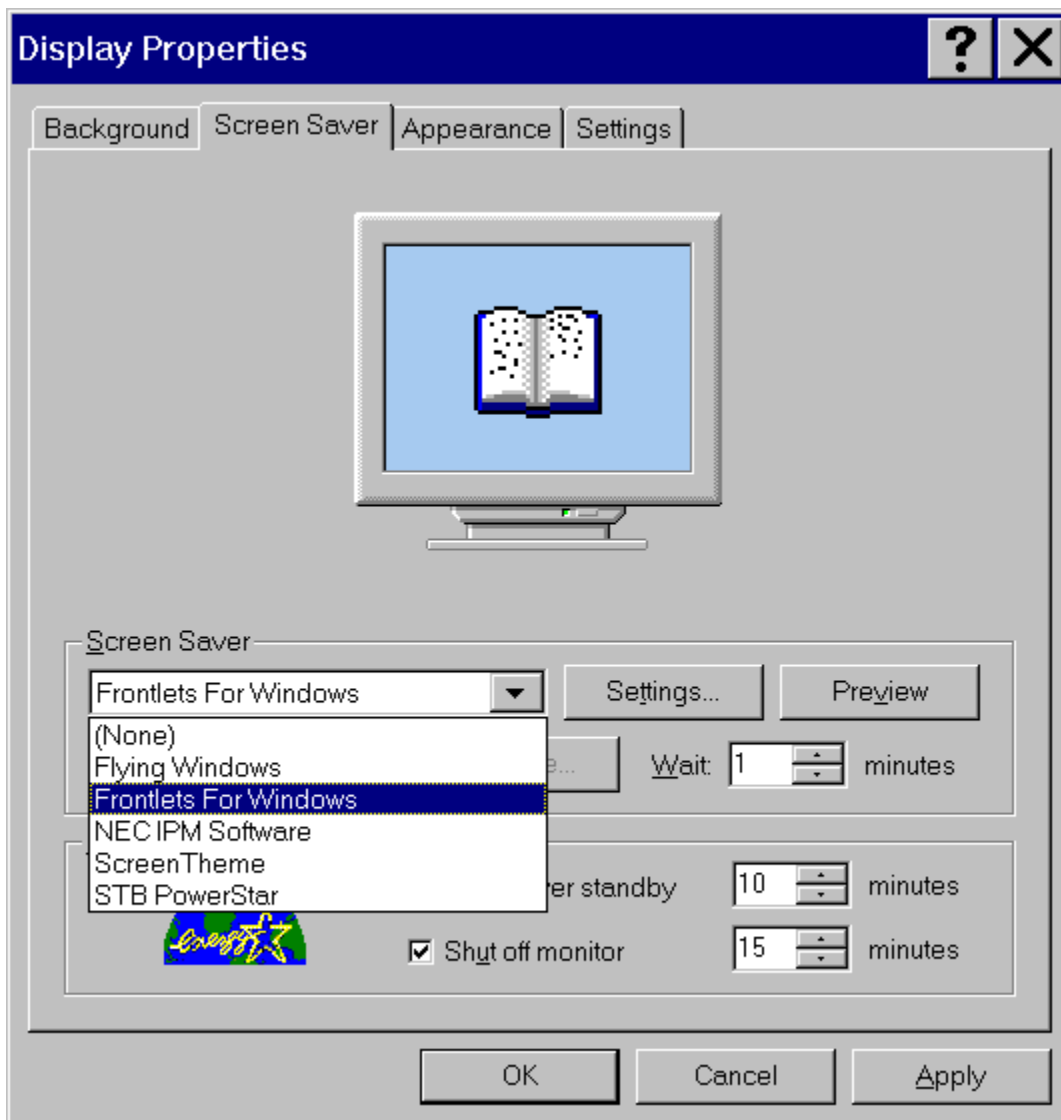 Display Properties
Background Screen Saver Appearance Settings
Screen Saver
Frontlets For Windows Settings... Preview
(None)
Flying Windows
Wait: 1 minutes
Frontlets For Windows
NEC IPM Software
ScreenTheme
STB PowerStar
standby 10 minutes
energy
Shut off monitor 15 minutes
OK Cancel Apply